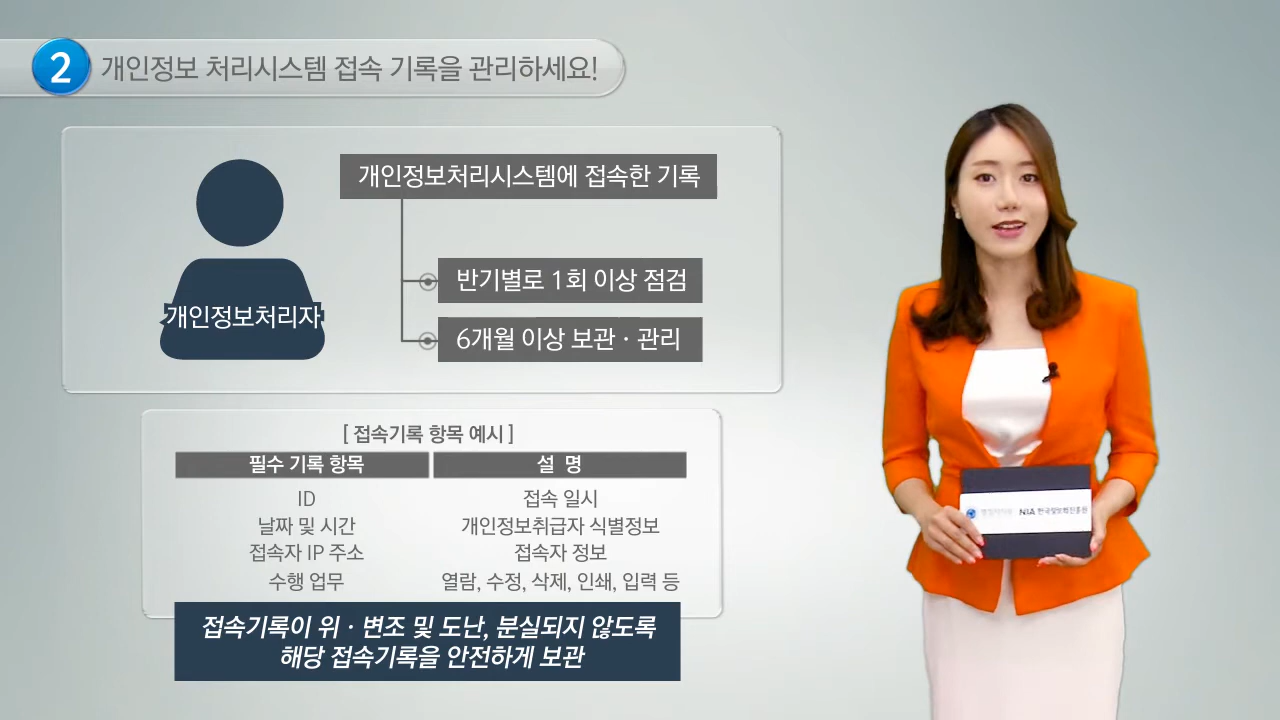 2 개인정보 처리시스템 접속 기록을 관리하세요!
개인정보처리시스템에 접속한 기록
개인정보처리자
반기별로 1회 이상 점검
6개월 이상 보관 · 관리
[ 접속기록 항목 예시 ]
필수 기록 항목 설 명
ID 접속 일시
날짜 및 시간 개인정보취급자 식별정보
접속자 IP 주소 접속자 정보
수행 업무 열람, 수정, 삭제, 인쇄, 입력 등
접속기록이 위 · 변조 및 도난, 분실되지 않도록
해당 접속기록을 안전하게 보관
NIA 한국정보화진흥원